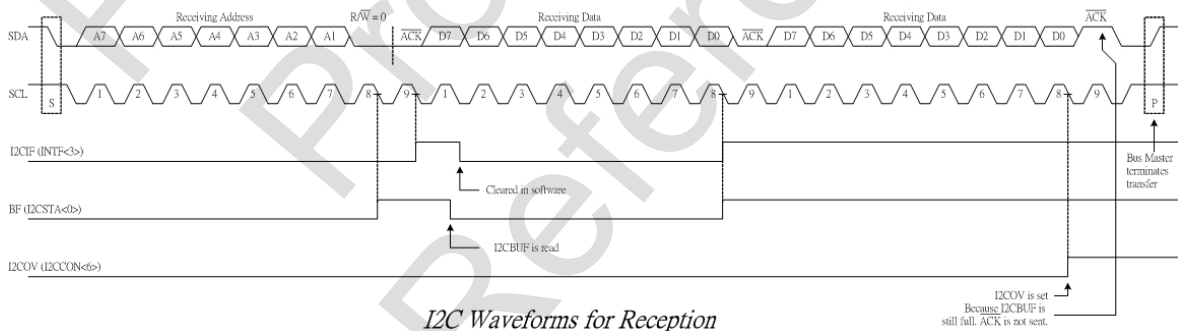 Receiving Address R/W = 0 Receiving Data Receiving Data ACK
SDA A7 A6 A5 A4 A3 A2 A1 ACK D7 D6 D5 D4 D3 D2 D1 D0 ACK D7 D6 D5 D4 D3 D2 D1 D0
SCL S 1 2 3 4 5 6 7 8 9 1 2 3 4 5 6 7 8 9 1 2 3 4 5 6 7 8 9 P
I2CIF (INTF<3>)
Cleared in software
Bus Master
terminates
transfer
BF (I2CSTA<0>)
I2CBUF is read
I2COV (I2CCON<6>)
I2COV is set
Because I2CBUF is
still full. ACK is not sent.
I2C Waveforms for Reception